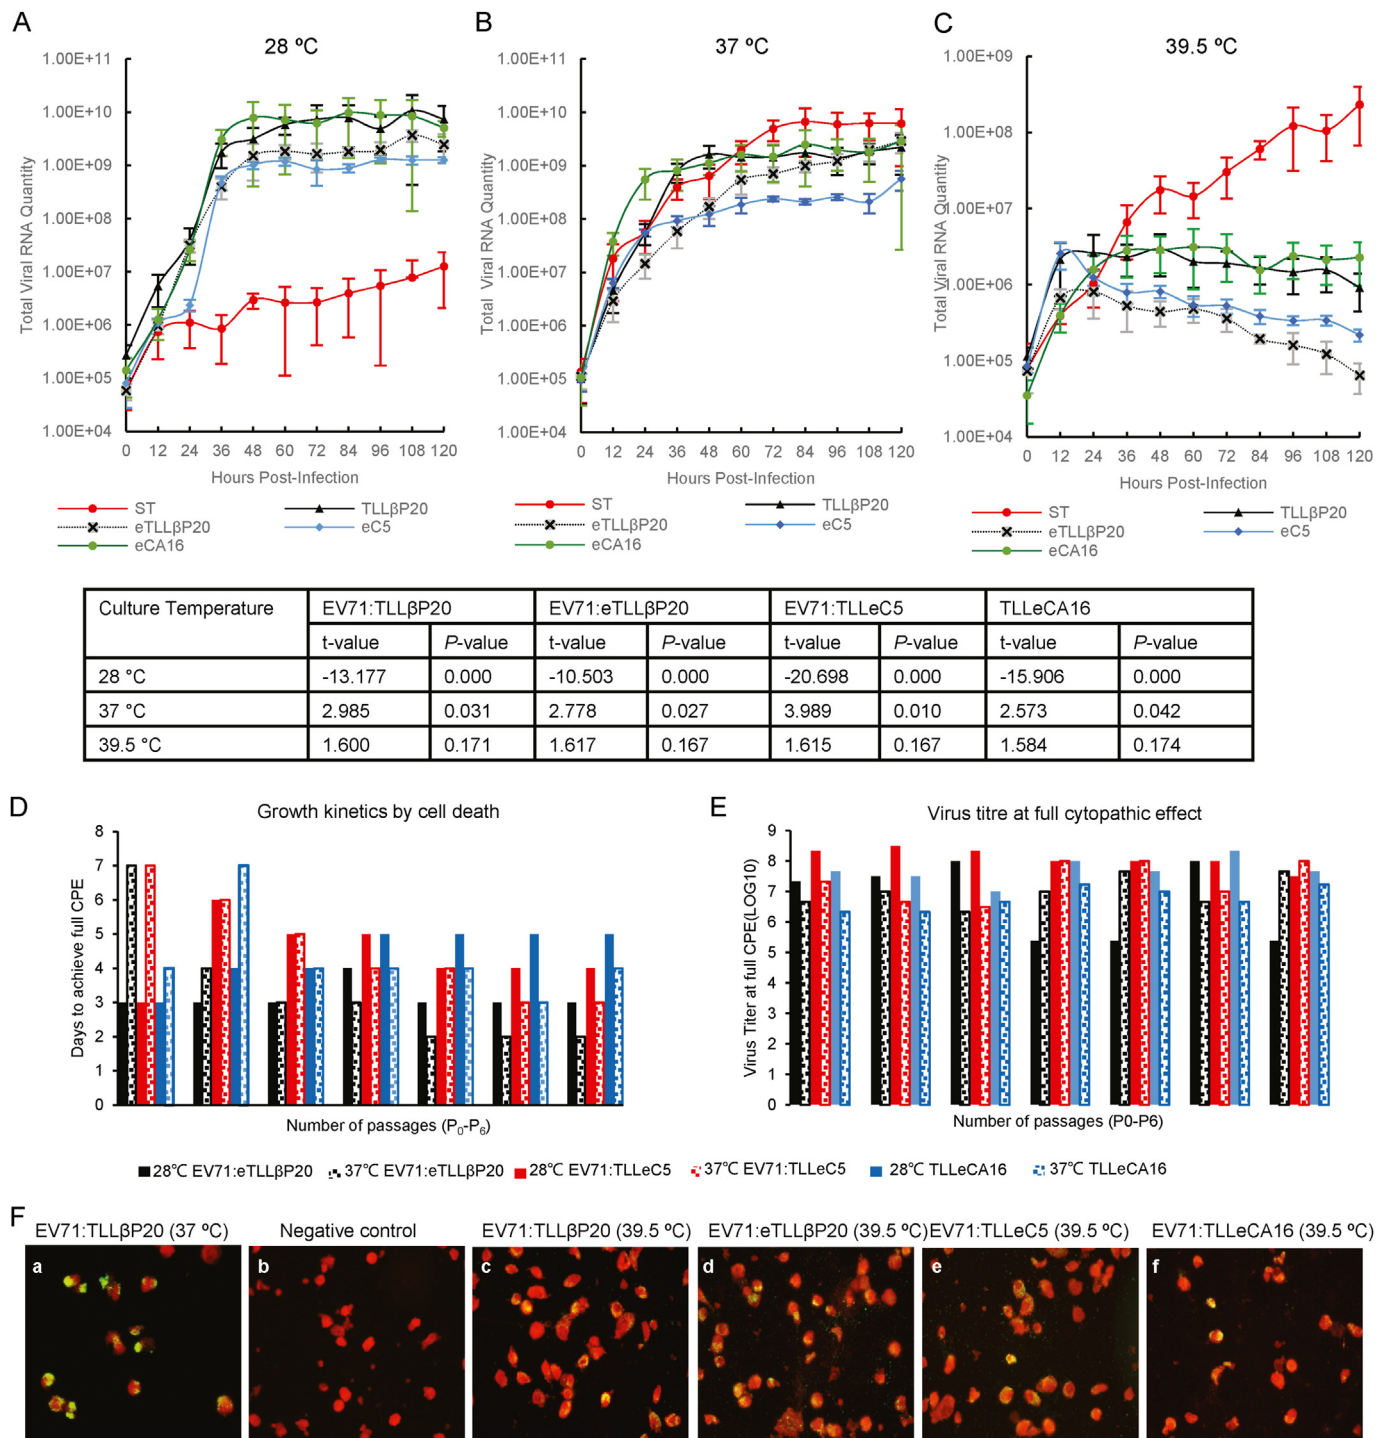 A
28 ºC
1.00E+11
1.00E+10
1.00E+09
1.00E+08
1.00E+07
1.00E+06
1.00E+05
1.00E+04
Total Viral RNA Quantity
0 12 24 36 48 60 72 84 96 108 120
Hours Post-Infection
ST
TLLβP20
eTLLβP20
eC5
eCA16
B
37 ºC
1.00E+11
1.00E+10
1.00E+09
1.00E+08
1.00E+07
1.00E+06
1.00E+05
1.00E+04
Total Viral RNA Quantity
0 12 24 36 48 60 72 84 96 108 120
Hours Post-Infection
ST
TLLβP20
eTLLβP20
eC5
eCA16
C
39.5 ºC
1.00E+09
1.00E+08
1.00E+07
1.00E+06
1.00E+05
1.00E+04
Total Viral RNA Quantity
0 12 24 36 48 60 72 84 96 108 120
Hours Post-Infection
ST
TLLβP20
eTLLβP20
eC5
eCA16
Culture Temperature EV71:TLLβP20 EV71:eTLLβP20 EV71:TLLeC5 TLLeCA16
t-value P-value t-value P-value t-value P-value t-value P-value
28 °C -13.177 0.000 -10.503 0.000 -20.698 0.000 -15.906 0.000
37 °C 2.985 0.031 2.778 0.027 3.989 0.010 2.573 0.042
39.5 °C 1.600 0.171 1.617 0.167 1.615 0.167 1.584 0.174
D
Growth kinetics by cell death
8
7
6
5
4
3
2
1
0
Days to achieve full CPE
Number of passages (P0-P6)
E
Virus titre at full cytopathic effect
9
8
7
6
5
4
3
2
1
0
Virus Titer at full CPE(LOG10)
Number of passages (P0-P6)
28℃ EV71:eTLLβP20 37℃ EV71:eTLLβP20 28℃ EV71:TLLeC5 37℃ EV71:TLLeC5 28℃ TLLeCA16 37℃ TLLeCA16
F
EV71:TLLβP20 (37 ºC) Negative control EV71:TLLβP20 (39.5 ºC) EV71:eTLLβP20 (39.5 ºC) EV71:TLLeC5 (39.5 ºC) EV71:TLLeCA16 (39.5 ºC)
a b c d e f